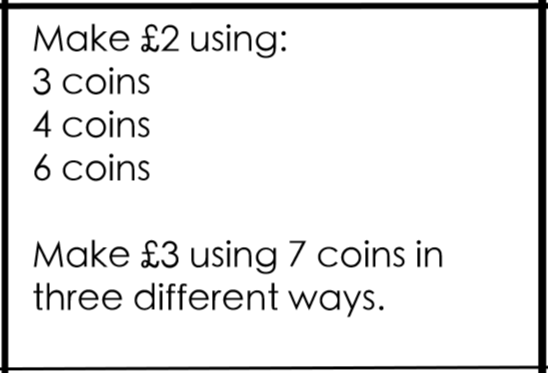 Make £2 using:
3 coins
4 coins
6 coins
Make £3 using 7 coins in
three different ways.